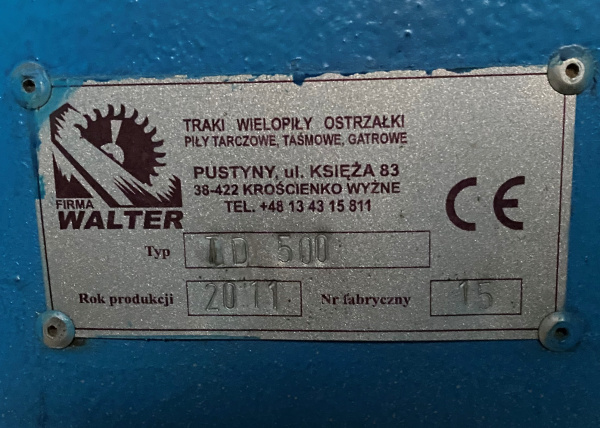 TRAKI WIELOPIŁY OSTRZAŁKI
PIŁY TARCZOWE, TAŚMOWE, GATROWE
PUSTYNY, ul. KSIĘŻA 83
38-422 KROŚCIENKO WYŻNE
TEL. +48 13 43 15 811
FIRMA
WALTER
CE
Typ DD 500
Rok produkcji 2011 Nr fabryczny 15